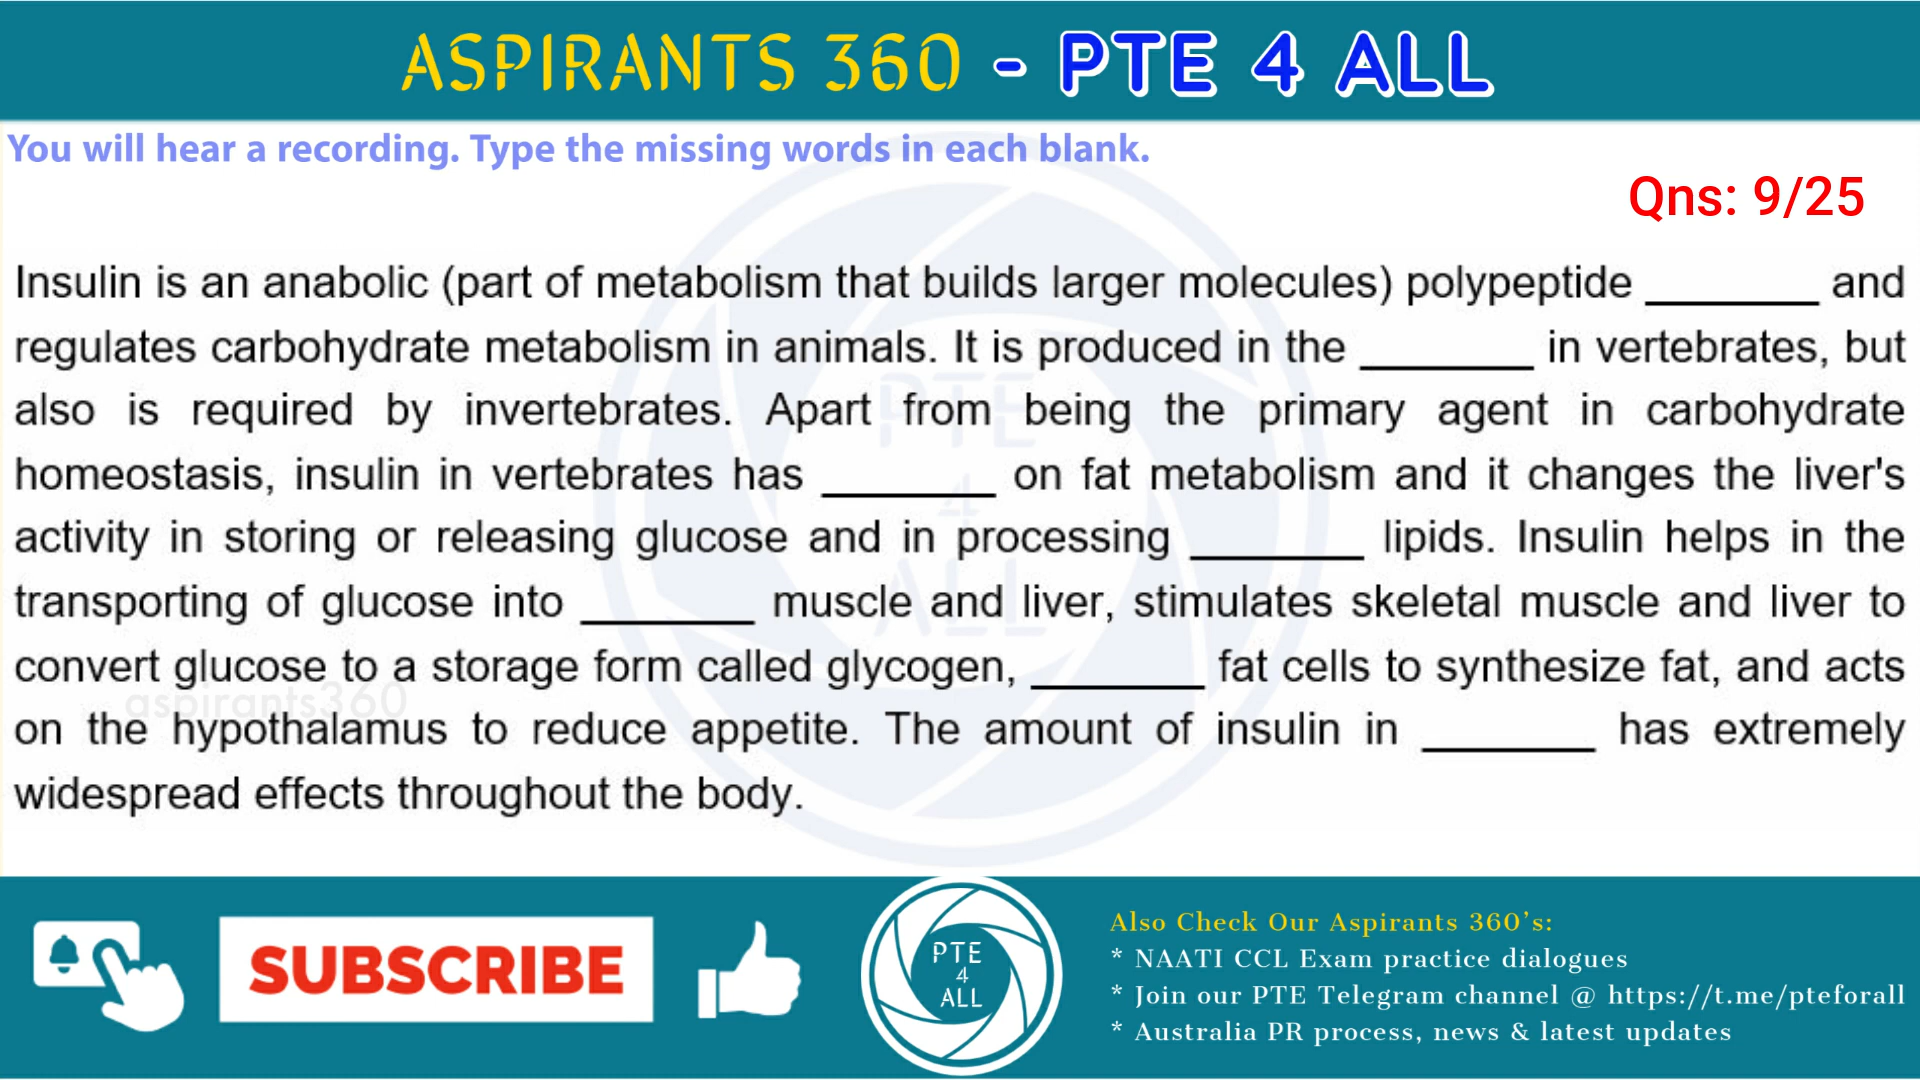 ASPIRANTS 360 - PTE 4 ALL
You will hear a recording. Type the missing words in each blank.
Qns: 9/25
Insulin is an anabolic (part of metabolism that builds larger molecules) polypeptide _______ and
regulates carbohydrate metabolism in animals. It is produced in the _______ in vertebrates, but
also is required by invertebrates. Apart from being the primary agent in carbohydrate
homeostasis, insulin in vertebrates has _______ on fat metabolism and it changes the liver's
activity in storing or releasing glucose and in processing _______ lipids. Insulin helps in the
transporting of glucose into _______ muscle and liver, stimulates skeletal muscle and liver to
convert glucose to a storage form called glycogen, _______ fat cells to synthesize fat, and acts
on the hypothalamus to reduce appetite. The amount of insulin in _______ has extremely
widespread effects throughout the body.
PTE
4
ALL
aspirants360
SUBSCRIBE
PTE
4
ALL
Also Check Our Aspirants 360's:
* NAATI CCL Exam practice dialogues
* Join our PTE Telegram channel @ https://t.me/pteforall
* Australia PR process, news & latest updates